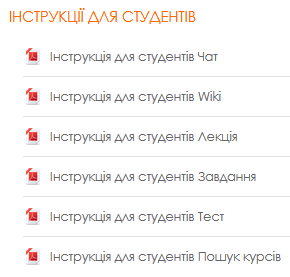 ІНСТРУКЦІЇ ДЛЯ СТУДЕНТІВ
Інструкція для студентів Чат
Інструкція для студентів Wiki
Інструкція для студентів Лекція
Інструкція для студентів Завдання
Інструкція для студентів Тест
Інструкція для студентів Пошук курсів